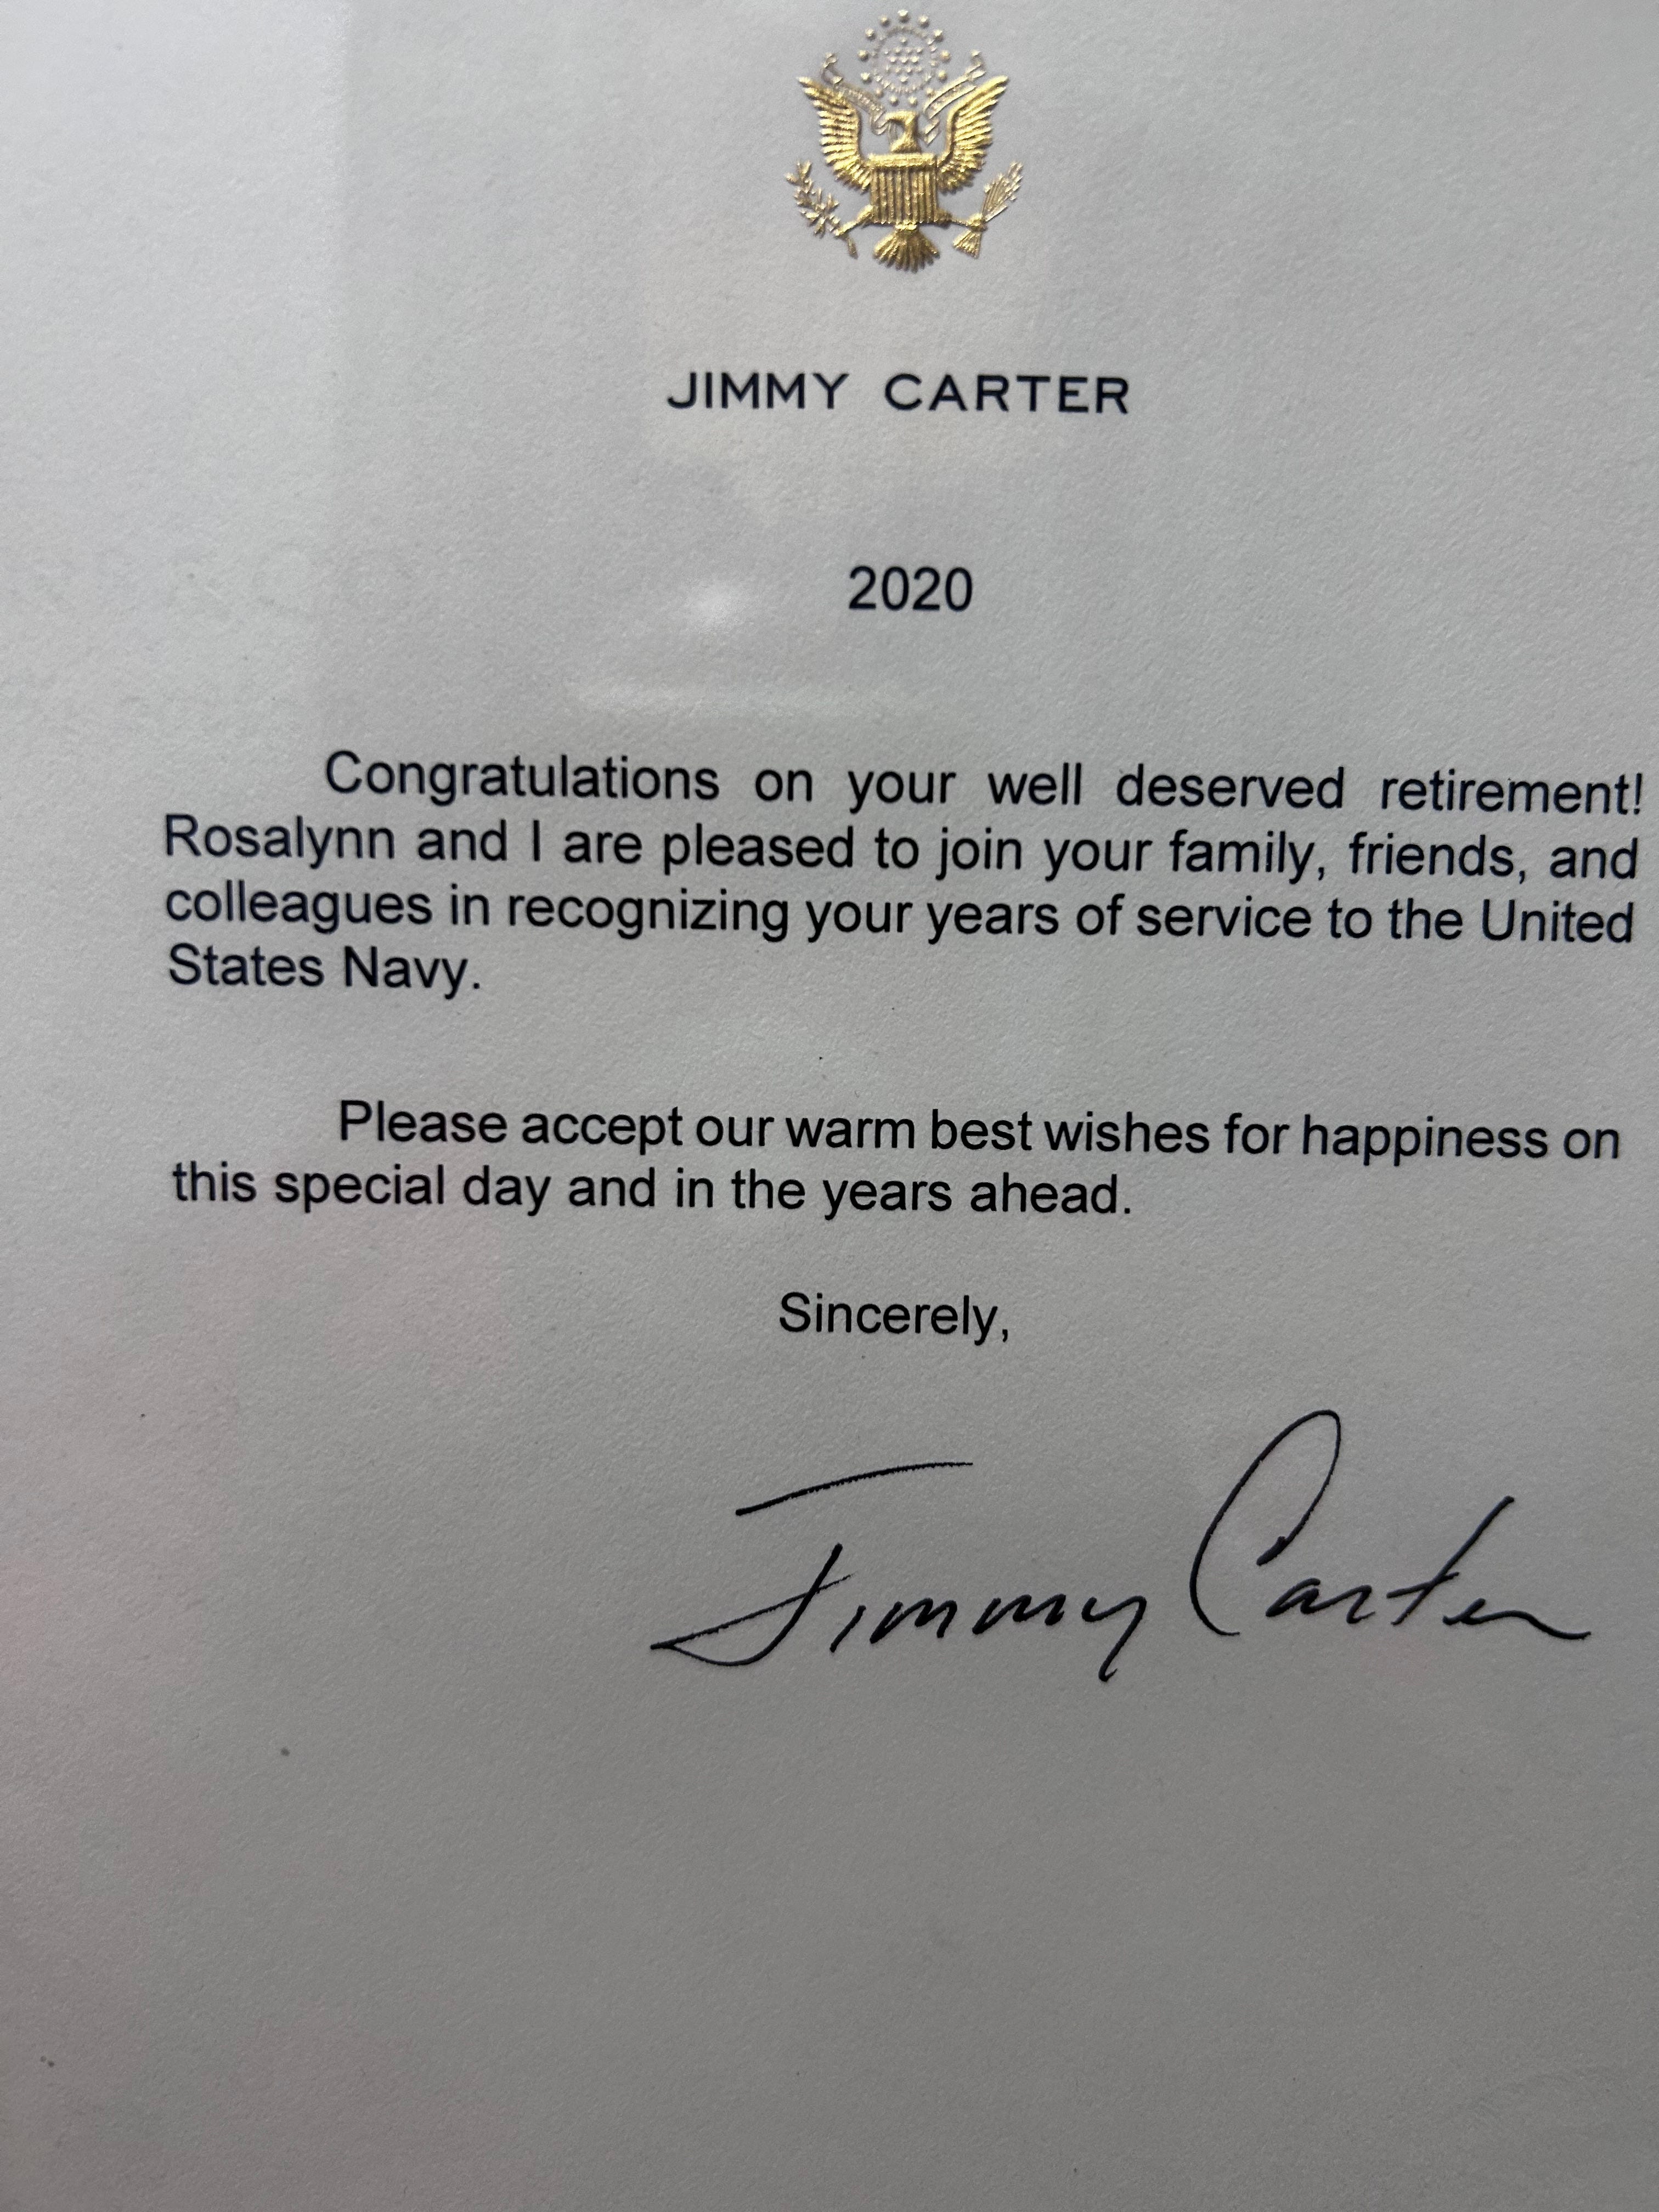 JIMMY CARTER
2020
Congratulations on your well deserved retirement!
Rosalynn and I are pleased to join your family, friends, and
colleagues in recognizing your years of service to the United
States Navy.
Please accept our warm best wishes for happiness on
this special day and in the years ahead.
Sincerely,
Jimmy Carter